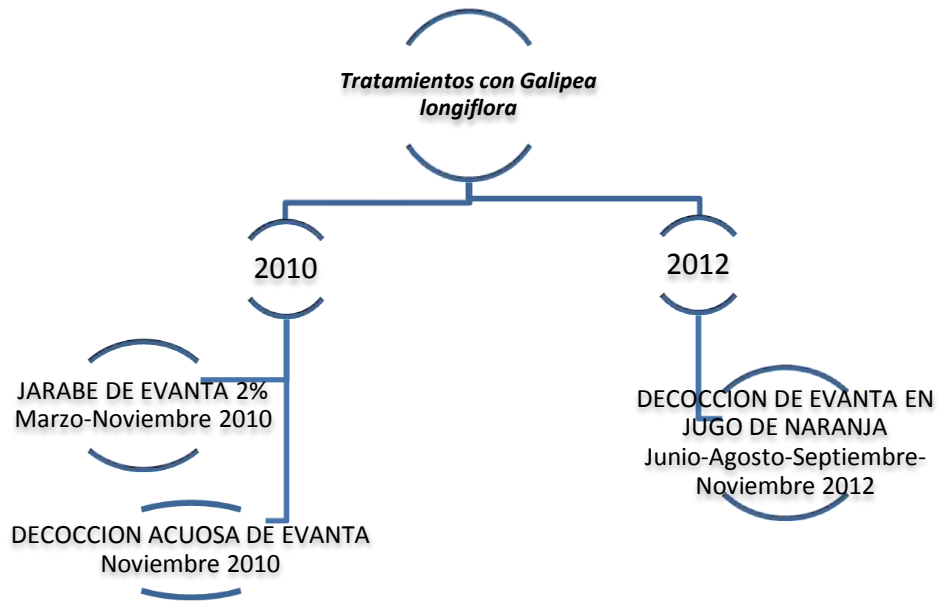 Tratamientos con Galipea
longiflora
2010
2012
JARABE DE EVANTA 2%
Marzo-Noviembre 2010
DECOCCION ACUOSA DE EVANTA
Noviembre 2010
DECOCCION DE EVANTA EN
JUGO DE NARANJA
Junio-Agosto-Septiembre-
Noviembre 2012